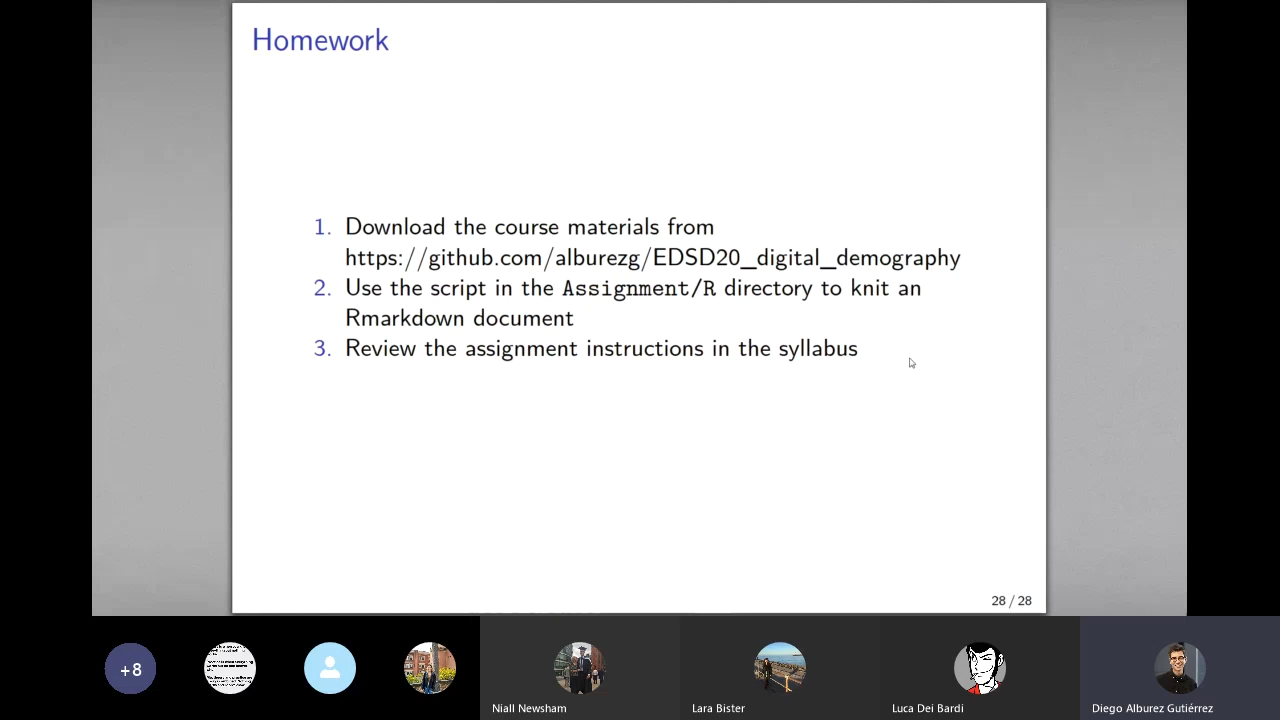 Homework
1. Download the course materials from
https://github.com/alburezg/EDSD20_digital_demography
2. Use the script in the Assignment/R directory to knit an
Rmarkdown document
3. Review the assignment instructions in the syllabus
28 / 28
+8
Niall Newsham
Lara Bister
Luca Dei Bardi
Diego Alburez Gutiérrez